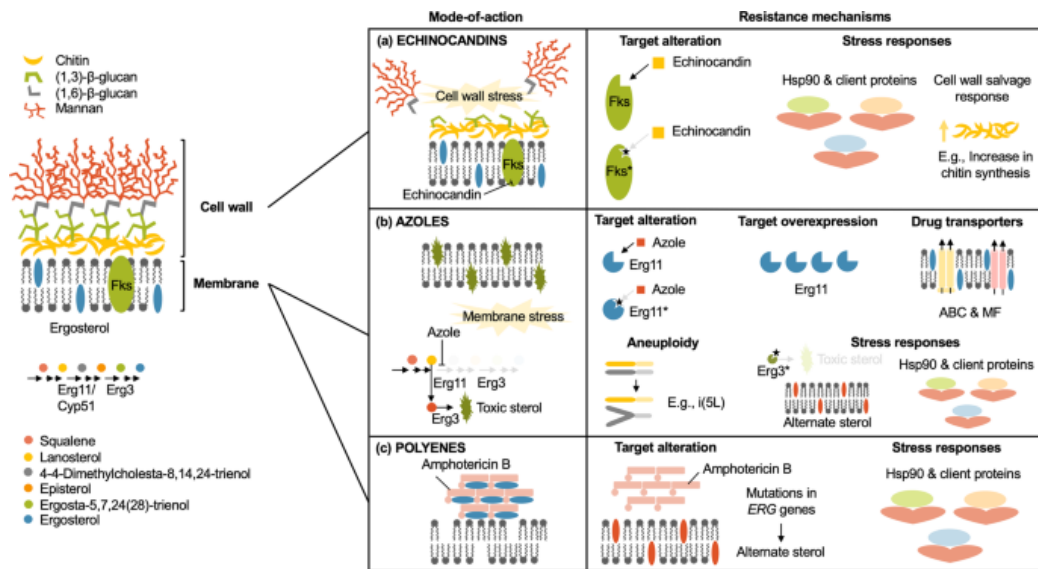 Mode-of-action
Resistance mechanisms
Chitin
(1,3)-β-glucan
(1,6)-β-glucan
Mannan
Cell wall
Membrane
Fks
Ergosterol
Erg11/
Cyp51
Erg3
Squalene
Lanosterol
4-4-Dimethylcholesta-8,14,24-trienol
Episterol
Ergosta-5,7,24(28)-trienol
Ergosterol
(a) ECHINOCANDINS
Cell wall stress
Fks
Echinocandin
Target alteration
Echinocandin
Fks
Echinocandin
Fks*
Stress responses
Hsp90 & client proteins
Cell wall salvage
response
E.g., Increase in
chitin synthesis
(b) AZOLES
Membrane stress
Azole
Erg11
Erg3
Erg3
Toxic sterol
Target alteration
Azole
Erg11
Azole
Erg11*
Target overexpression
Erg11
Drug transporters
ABC & MF
Aneuploidy
E.g., i(5L)
Stress responses
Erg3*
Toxic sterol
Alternate sterol
Hsp90 & client proteins
(c) POLYENES
Amphotericin B
Target alteration
Amphotericin B
Mutations in
ERG genes
Alternate sterol
Stress responses
Hsp90 & client proteins